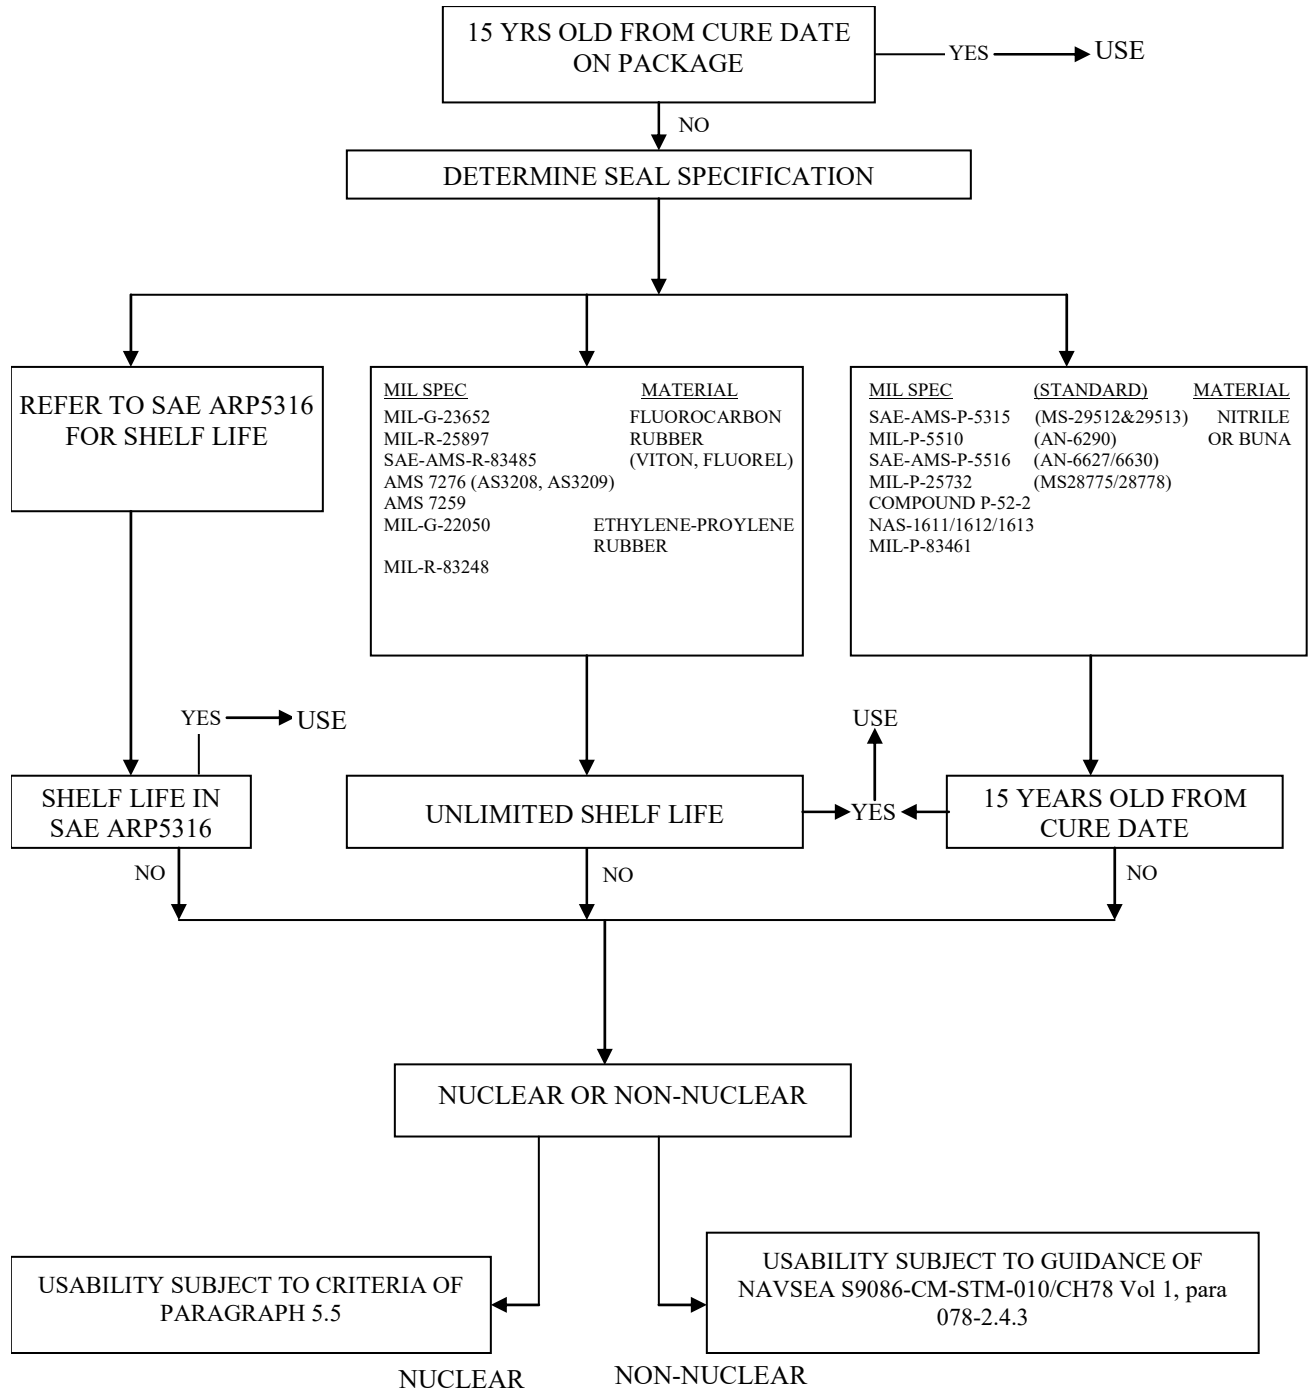 15 YRS OLD FROM CURE DATE
ON PACKAGE
YES
USE
NO
DETERMINE SEAL SPECIFICATION
REFER TO SAE ARP5316
FOR SHELF LIFE
MIL SPEC MATERIAL
MIL-G-23652 FLUOROCARBON
MIL-R-25897 RUBBER
SAE-AMS-R-83485 (VITON, FLUOREL)
AMS 7276 (AS3208, AS3209)
AMS 7259
MIL-G-22050 ETHYLENE-PROYLENE
RUBBER
MIL-R-83248
MIL SPEC (STANDARD) MATERIAL
SAE-AMS-P-5315 (MS-29512&29513) NITRILE
MIL-P-5510 (AN-6290) OR BUNA
SAE-AMS-P-5516 (AN-6627/6630)
MIL-P-25732 (MS28775/28778)
COMPOUND P-52-2
NAS-1611/1612/1613
MIL-P-83461
YES
USE
USE
SHELF LIFE IN
SAE ARP5316
UNLIMITED SHELF LIFE
YES
15 YEARS OLD FROM
CURE DATE
NO
NO
NO
NUCLEAR OR NON-NUCLEAR
USABILITY SUBJECT TO CRITERIA OF
PARAGRAPH 5.5
USABILITY SUBJECT TO GUIDANCE OF
NAVSEA S9086-CM-STM-010/CH78 Vol 1, para
078-2.4.3
NUCLEAR
NON-NUCLEAR